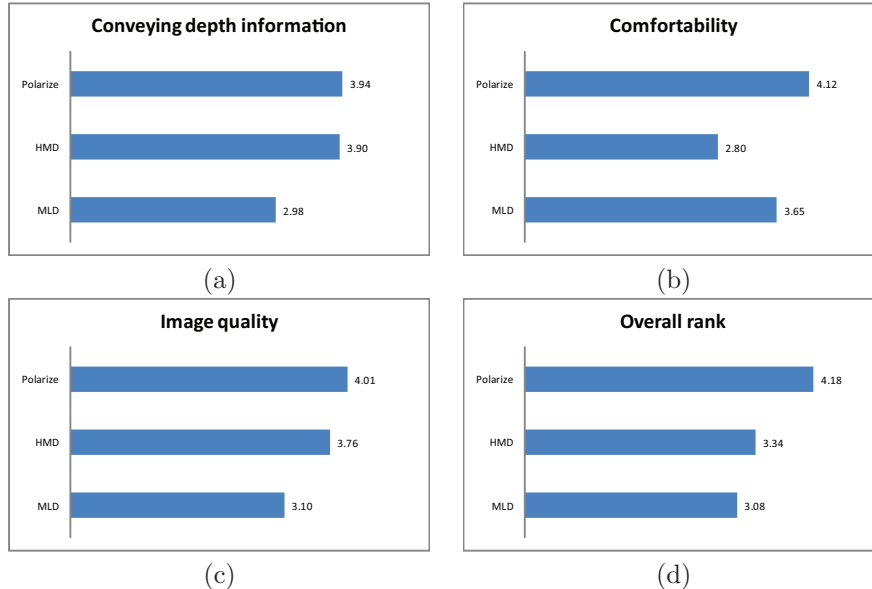 Conveying depth information
Polarize 3.94
HMD 3.90
MLD 2.98
(a)
Comfortability
Polarize 4.12
HMD 2.80
MLD 3.65
(b)
Image quality
Polarize 4.01
HMD 3.76
MLD 3.10
(c)
Overall rank
Polarize 4.18
HMD 3.34
MLD 3.08
(d)